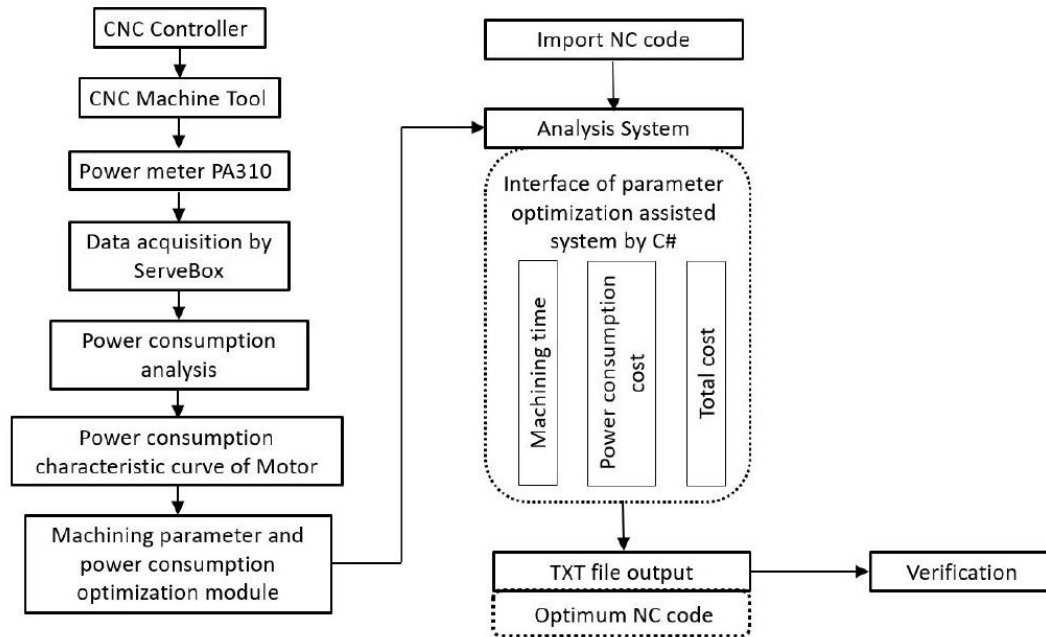 CNC Controller
CNC Machine Tool
Power meter PA310
Data acquisition by
ServeBox
Power consumption
analysis
Power consumption
characteristic curve of Motor
Machining parameter and
power consumption
optimization module
Import NC code
Analysis System
Interface of parameter
optimization assisted
system by C#
Machining time
Power consumption
cost
Total cost
TXT file output
Optimum NC code
Verification